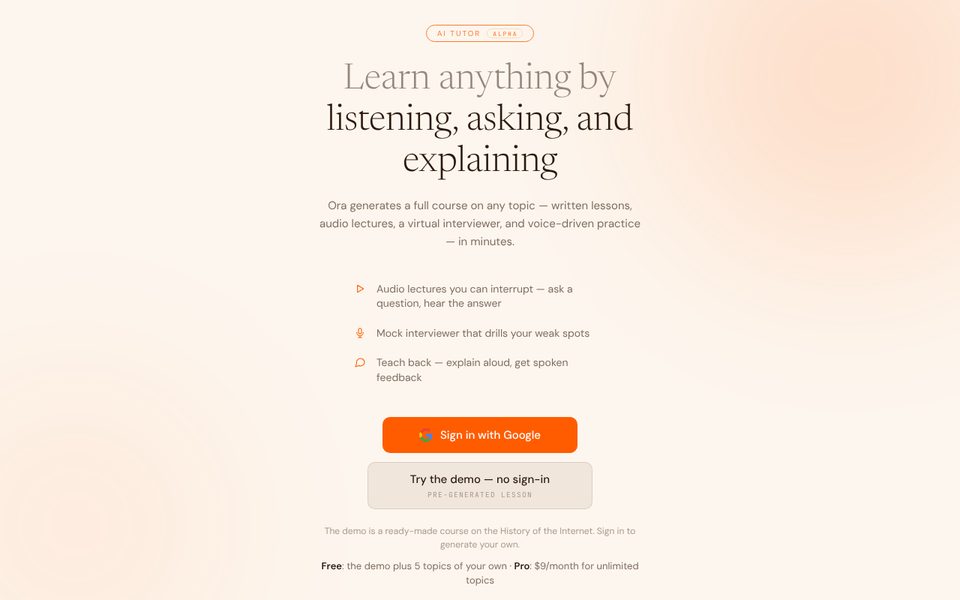 AI TUTOR ALPHA
Learn anything by
listening, asking, and
explaining
Ora generates a full course on any topic — written lessons,
audio lectures, a virtual interviewer, and voice-driven practice
— in minutes.
Audio lectures you can interrupt — ask a
question, hear the answer
Mock interviewer that drills your weak spots
Teach back — explain aloud, get spoken
feedback
Sign in with Google
Try the demo — no sign-in
PRE-GENERATED LESSON
The demo is a ready-made course on the History of the Internet. Sign in to
generate your own.
Free: the demo plus 5 topics of your own · Pro: $9/month for unlimited
topics